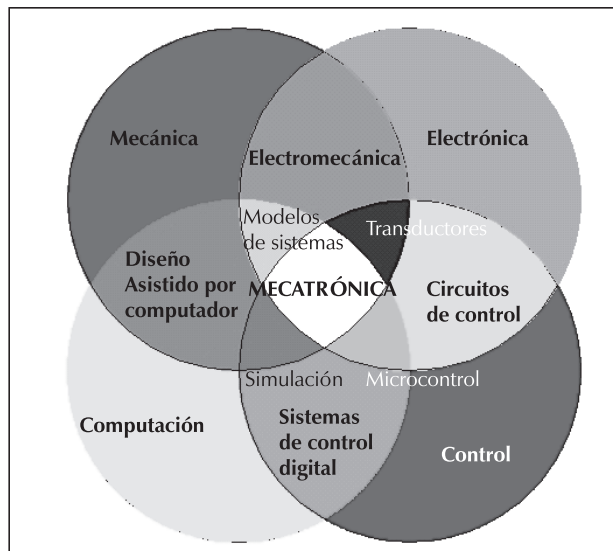 Mecánica
Electrónica
Electromecánica
Modelos
de sistemas
Transductores
Diseño
Asistido por
computador
MECATRÓNICA
Circuitos
de control
Simulación
Microcontrol
Computación
Sistemas
de control
digital
Control